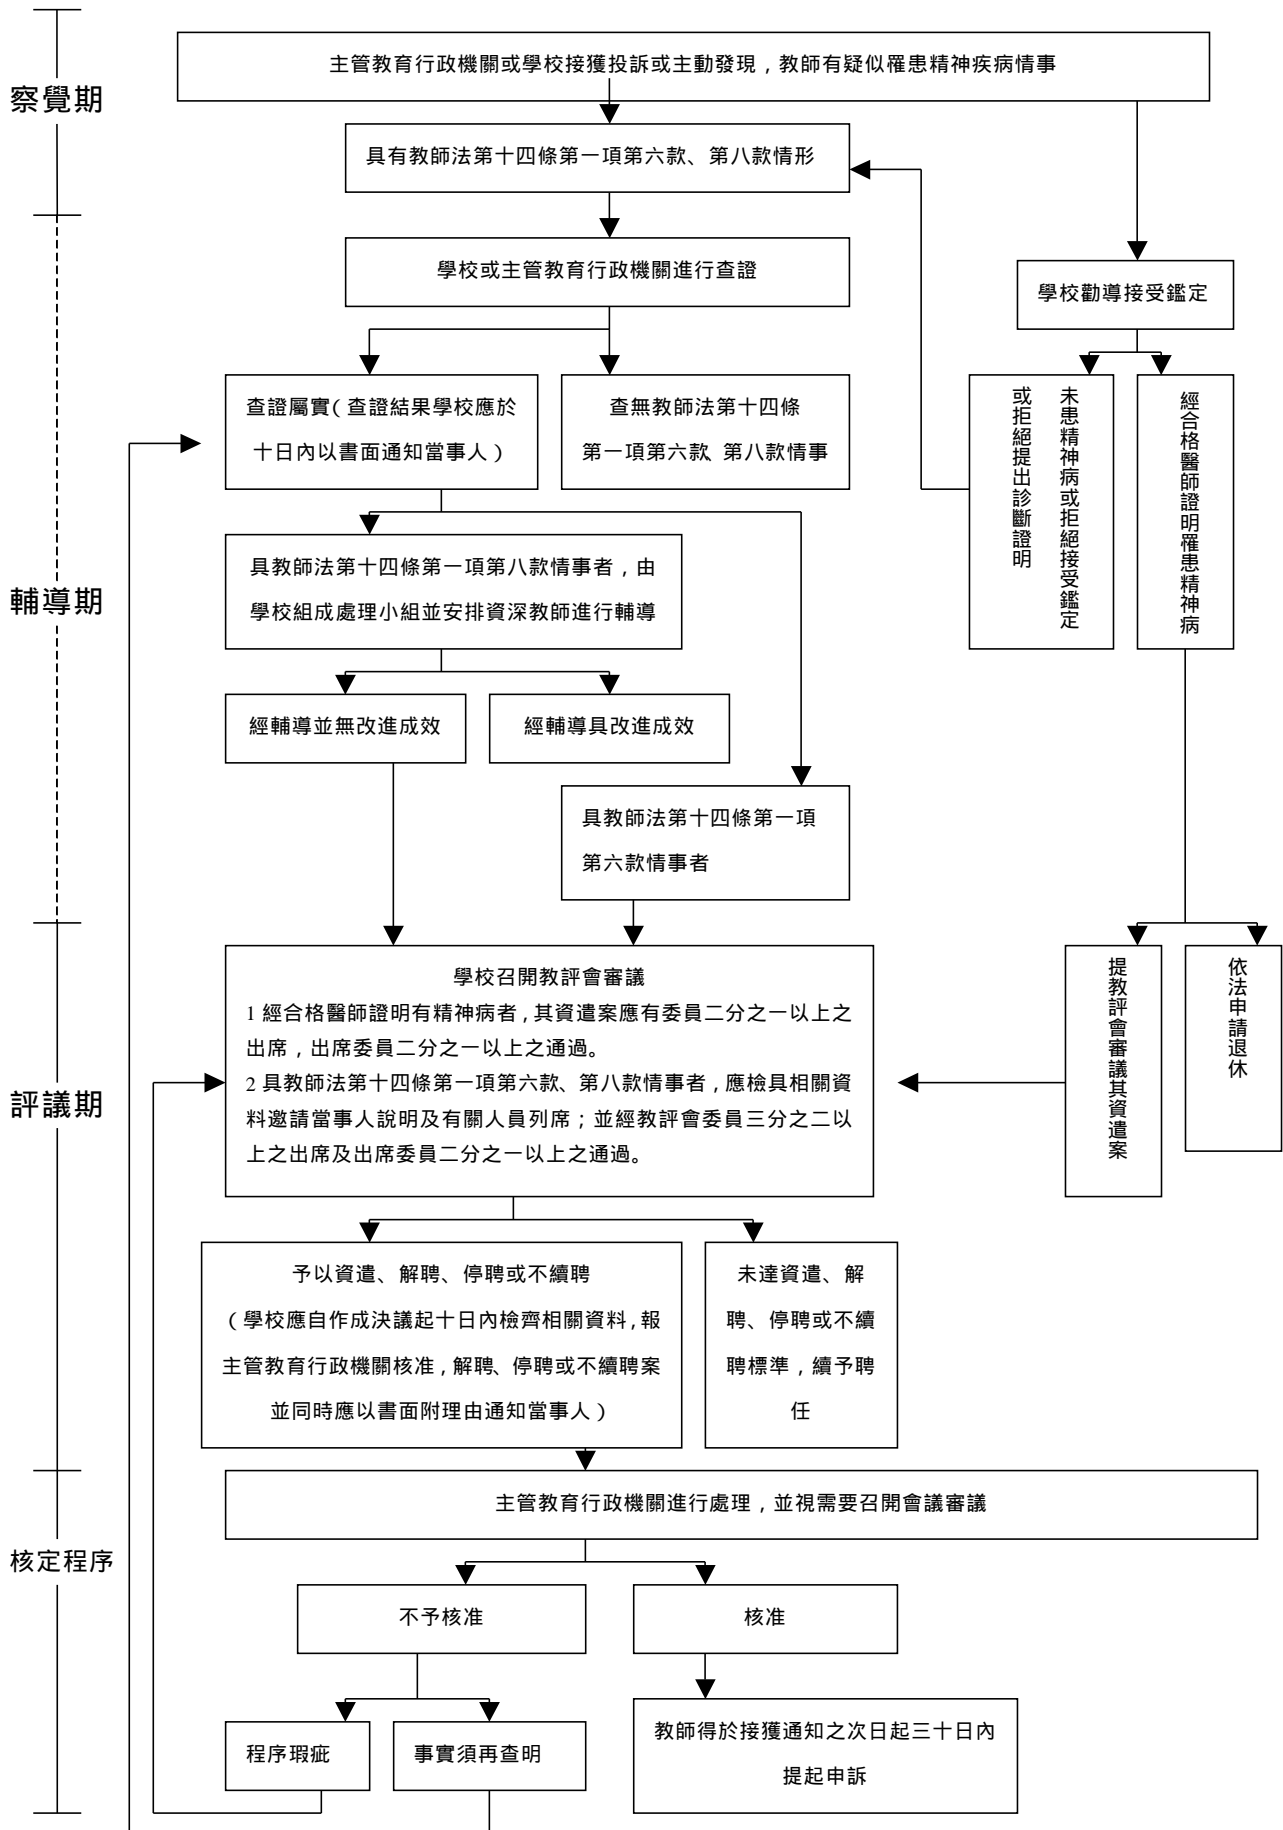 察覺期
主管教育行政機關或學校接獲投訴或主動發現，教師有疑似罹患精神疾病情事
具有教師法第十四條第一項第六款、第八款情形
輔導期
學校或主管教育行政機關進行查證
學校勸導接受鑑定
查證屬實（查證結果學校應於
十日內以書面通知當事人）
查無教師法第十四條
第一項第六款、第八款情事
未患精神病或拒絕接受鑑定
或拒絕提出診斷證明
經合格醫師證明罹患精神病
具教師法第十四條第一項第八款情事者，由
學校組成處理小組並安排資深教師進行輔導
經輔導並無改進成效
經輔導具改進成效
具教師法第十四條第一項
第六款情事者
評議期
學校召開教評會審議
1 經合格醫師證明有精神病者，其資遣案應有委員二分之一以上之
出席，出席委員二分之一以上之通過。
2 具教師法第十四條第一項第六款、第八款情事者，應檢具相關資
料邀請當事人說明及有關人員列席；並經教評會委員三分之二以
上之出席及出席委員二分之一以上之通過。
提教評會審議其資遣案
依法申請退休
予以資遣、解聘、停聘或不續聘
（學校應自作成決議起十日內檢齊相關資料，報
主管教育行政機關核准，解聘、停聘或不續聘案
並同時應以書面附理由通知當事人）
未達資遣、解
聘、停聘或不續
聘標準，續予聘
任
核定程序
主管教育行政機關進行處理，並視需要召開會議審議
不予核准
核准
程序瑕疵
事實須再查明
教師得於接獲通知之次日起三十日內
提起申訴